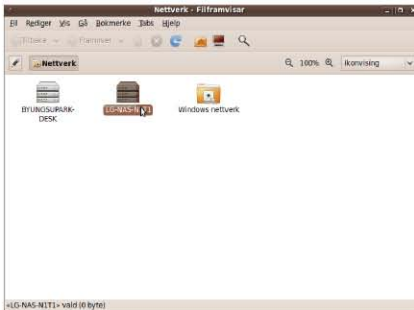 Nettverk - Filframvisar
Fil Rediger Vis Gå Bokmerke Tabs Hjelp
Tilbake Framover
Nettverk 100% Ikonvising
BYUNGSUPARK-
DESK
LG-NAS-N1T1
Windows nettverk
«LG-NAS-N1T1» vald (0 byte)